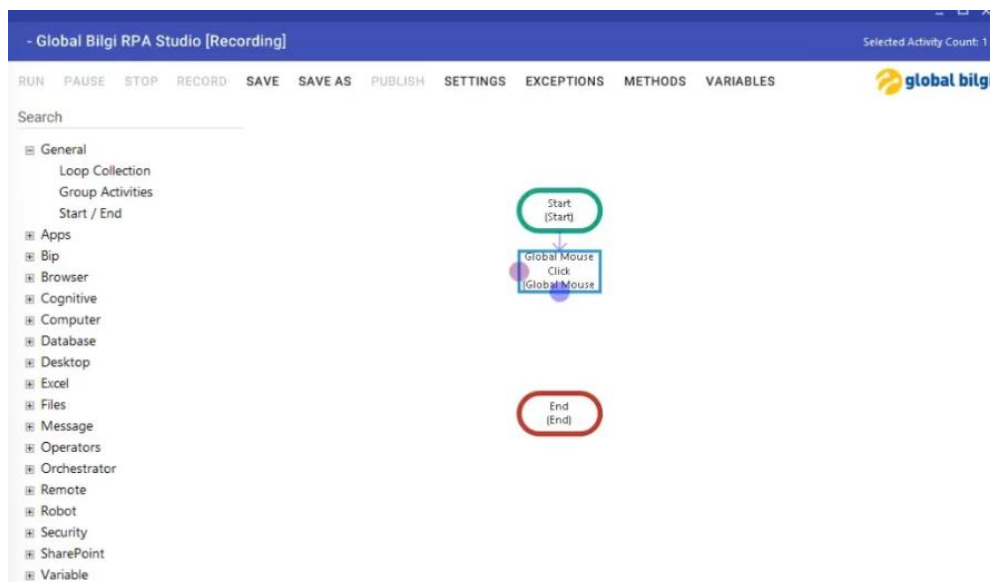 - Global Bilgi RPA Studio [Recording]
Selected Activity Count: 1
RUN PAUSE STOP RECORD SAVE SAVE AS PUBLISH SETTINGS EXCEPTIONS METHODS VARIABLES
global bilgi
Search
General
Loop Collection
Group Activities
Start / End
Apps
Bip
Browser
Cognitive
Computer
Database
Desktop
Excel
Files
Message
Operators
Orchestrator
Remote
Robot
Security
SharePoint
Variable
Start
(Start)
Global Mouse
Click
(Global Mouse
End
(End)